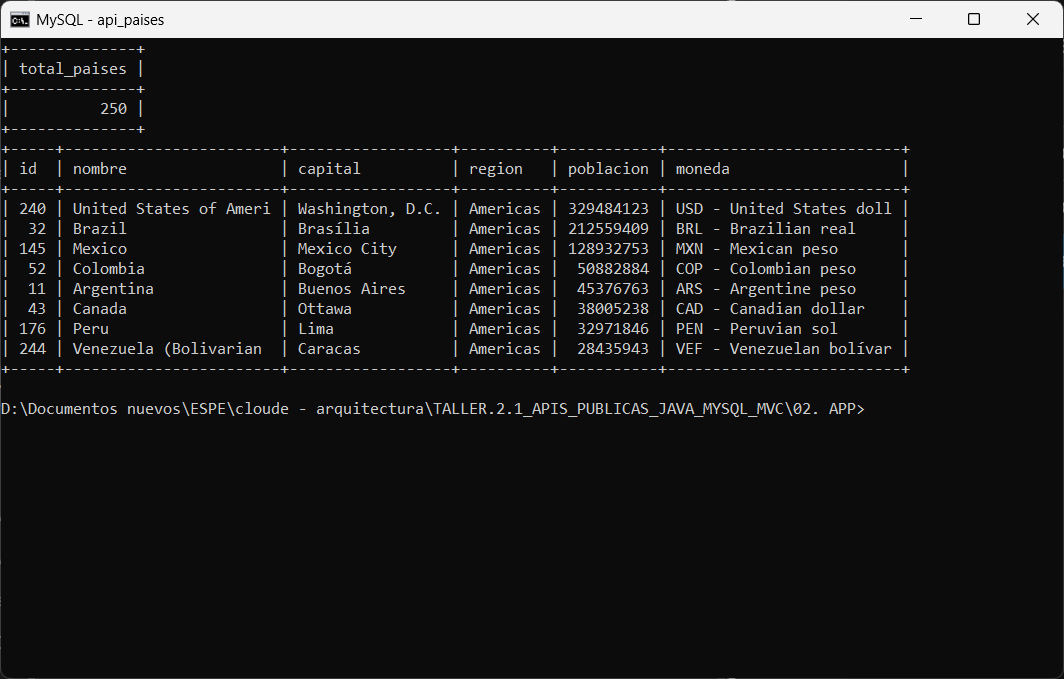 MySQL - api_paises
+--------------+
| total_paises |
+--------------+
|          250 |
+--------------+
+-----+------------------------+------------------+----------+-----------+--------------------------+
| id  | nombre                 | capital          | region   | poblacion | moneda                   |
+-----+------------------------+------------------+----------+-----------+--------------------------+
| 240 | United States of Ameri | Washington, D.C. | Americas | 329484123 | USD - United States doll |
|  32 | Brazil                 | Brasília         | Americas | 212559409 | BRL - Brazilian real     |
| 145 | Mexico                 | Mexico City      | Americas | 128932753 | MXN - Mexican peso       |
|  52 | Colombia               | Bogotá           | Americas |  50882884 | COP - Colombian peso     |
|  11 | Argentina              | Buenos Aires     | Americas |  45376763 | ARS - Argentine peso     |
|  43 | Canada                 | Ottawa           | Americas |  38005238 | CAD - Canadian dollar    |
| 176 | Peru                   | Lima             | Americas |  32971846 | PEN - Peruvian sol       |
| 244 | Venezuela (Bolivarian  | Caracas          | Americas |  28435943 | VEF - Venezuelan bolívar |
+-----+------------------------+------------------+----------+-----------+--------------------------+
D:\Documentos nuevos\ESPE\cloude - arquitectura\TALLER.2.1_APIS_PUBLICAS_JAVA_MYSQL_MVC\02. APP>